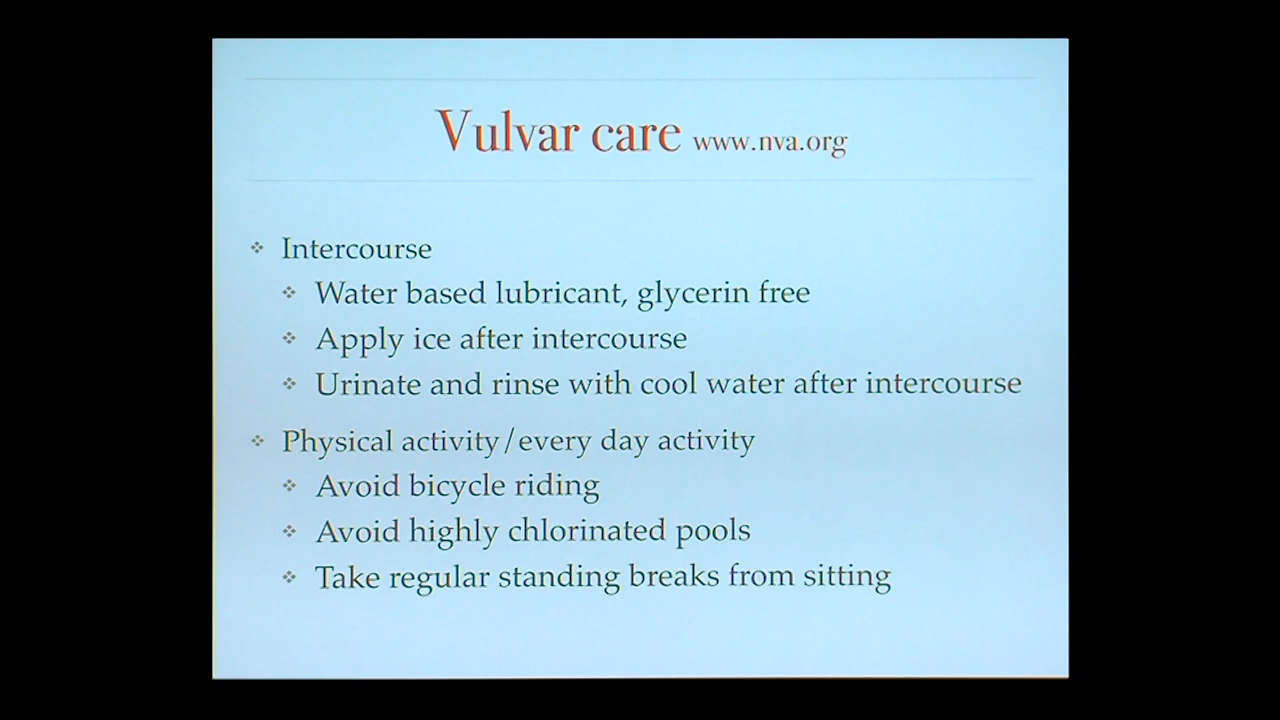 Vulvar care www.nva.org
Intercourse
Water based lubricant, glycerin free
Apply ice after intercourse
Urinate and rinse with cool water after intercourse
Physical activity/every day activity
Avoid bicycle riding
Avoid highly chlorinated pools
Take regular standing breaks from sitting